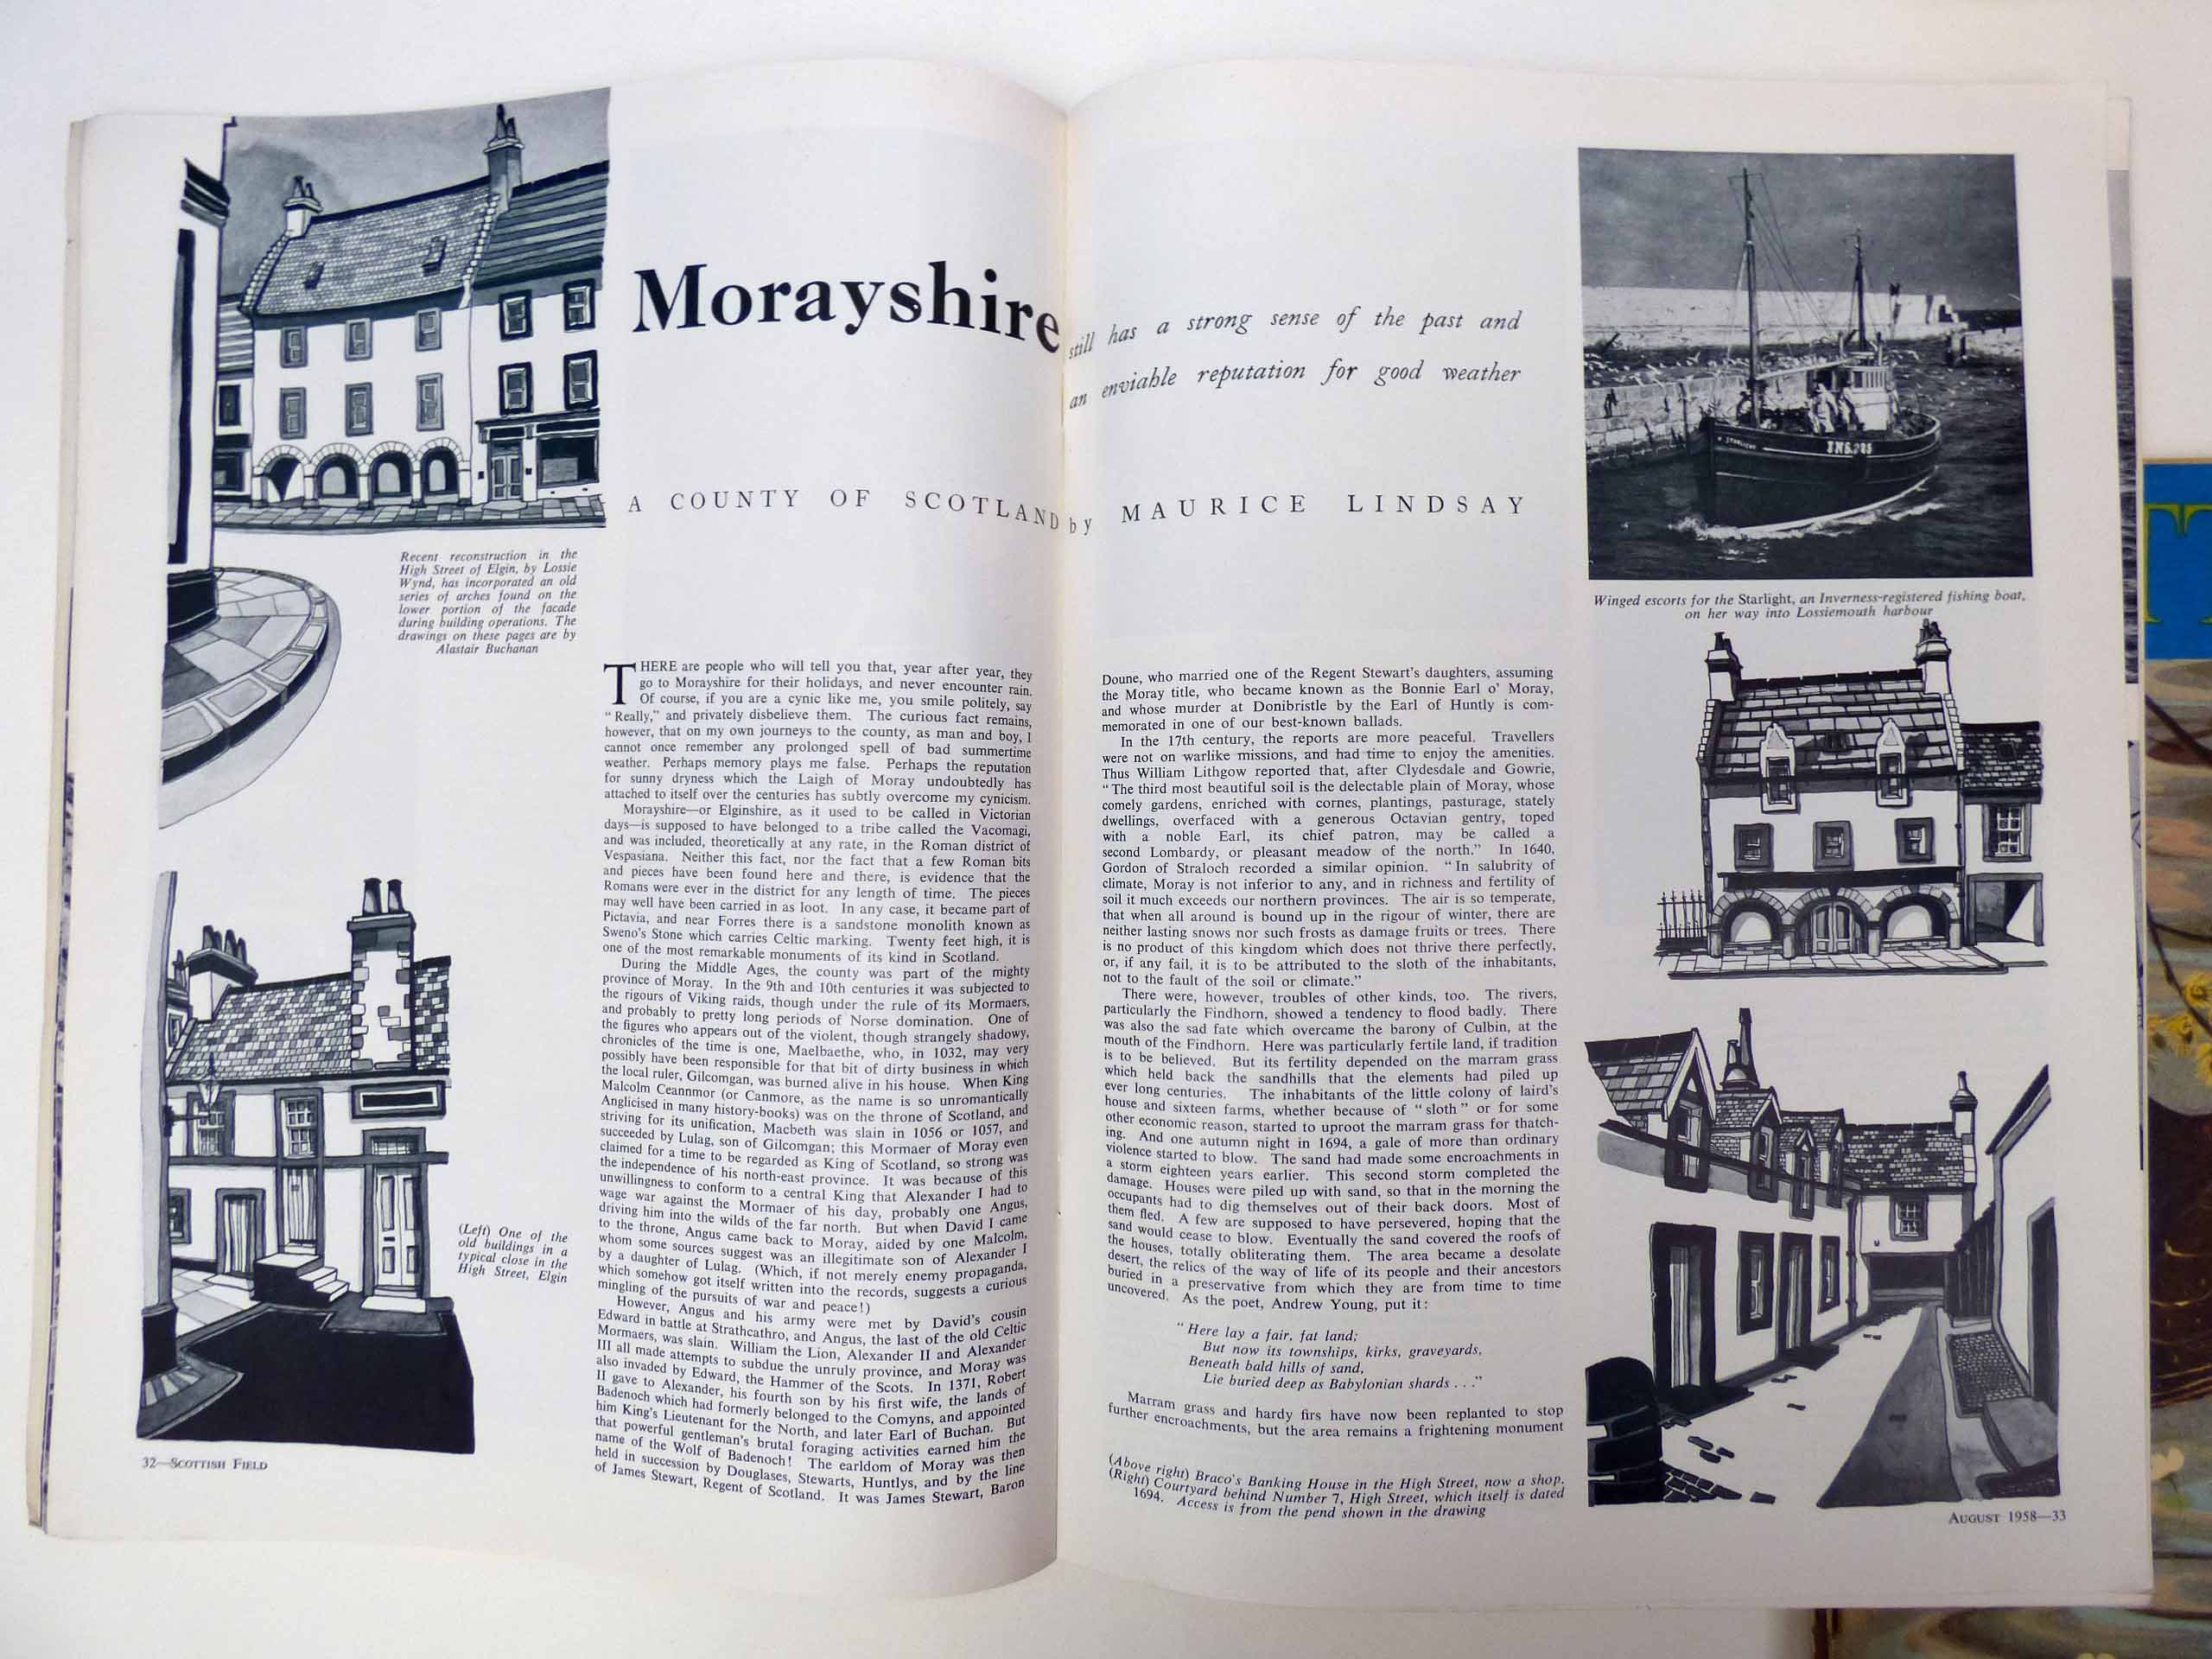 Morayshire
still has a strong sense of the past and
an enviable reputation for good weather
A COUNTY OF SCOTLAND by MAURICE LINDSAY
Recent reconstruction in the
High Street of Elgin, by Lossie
Wynd, has incorporated an old
series of arches found on the
lower portion of the facade
during building operations. The
drawings on these pages are by
Alastair Buchanan
(Left) One of the
old buildings in a
typical close in the
High Street, Elgin
THERE are people who will tell you that, year after year, they
go to Morayshire for their holidays, and never encounter rain.
Of course, if you are a cynic like me, you smile politely, say
“Really,” and privately disbelieve them. The curious fact remains,
however, that on my own journeys to the county, as man and boy, I
cannot once remember any prolonged spell of bad summertime
weather. Perhaps memory plays me false. Perhaps the reputation
for sunny dryness which the Laigh of Moray undoubtedly has
attached to itself over the centuries has subtly overcome my cynicism.
Morayshire—or Elginshire, as it used to be called in Victorian
days—is supposed to have belonged to a tribe called the Vacomagi,
and was included, theoretically at any rate, in the Roman district of
Vespasiana. Neither this fact, nor the fact that a few Roman bits
and pieces have been found here and there, is evidence that the
Romans were ever in the district for any length of time. The pieces
may well have been carried in as loot. In any case, it became part of
Pictavia, and near Forres there is a sandstone monolith known as
Sweno's Stone which carries Celtic marking. Twenty feet high, it is
one of the most remarkable monuments of its kind in Scotland.
During the Middle Ages, the county was part of the mighty
province of Moray. In the 9th and 10th centuries it was subjected to
the rigours of Viking raids, though under the rule of its Mormaers,
and probably to pretty long periods of Norse domination. One of
the figures who appears out of the violent, though strangely shadowy,
chronicles of the time is one, Maelbaethe, who, in 1032, may very
possibly have been responsible for that bit of dirty business in which
the local ruler, Gilcomgan, was burned alive in his house. When King
Malcolm Ceannmor (or Canmore, as the name is so unromantically
Anglicised in many history-books) was on the throne of Scotland, and
striving for its unification, Macbeth was slain in 1056 or 1057, and
succeeded by Lulag, son of Gilcomgan; this Mormaer of Moray even
claimed for a time to be regarded as King of Scotland, so strong was
the independence of his north-east province. It was because of this
unwillingness to conform to a central King that Alexander I had to
wage war against the Mormaer of his day, probably one Angus,
driving him into the wilds of the far north. But when David I came
to the throne, Angus came back to Moray, aided by one Malcolm,
whom some sources suggest was an illegitimate son of Alexander I
by a daughter of Lulag. (Which, if not merely enemy propaganda,
which somehow got itself written into the records, suggests a curious
mingling of the pursuits of war and peace!)
However, Angus and his army were met by David's cousin
Edward in battle at Strathcathro, and Angus, the last of the old Celtic
Mormaers, was slain. William the Lion, Alexander II and Alexander
III all made attempts to subdue the unruly province, and Moray was
also invaded by Edward, the Hammer of the Scots. In 1371, Robert
II gave to Alexander, his fourth son by his first wife, the lands of
Badenoch which had formerly belonged to the Comyns, and appointed
him King's Lieutenant for the North, and later Earl of Buchan. But
that powerful gentleman's brutal foraging activities earned him the
name of the Wolf of Badenoch! The earldom of Moray was then
held in succession by Douglases, Stewarts, Huntlys, and by the line
of James Stewart, Regent of Scotland. It was James Stewart, Baron
32—SCOTTISH FIELD
Doune, who married one of the Regent Stewart's daughters, assuming
the Moray title, who became known as the Bonnie Earl o' Moray,
and whose murder at Donibristle by the Earl of Huntly is com-
memorated in one of our best-known ballads.
In the 17th century, the reports are more peaceful. Travellers
were not on warlike missions, and had time to enjoy the amenities.
Thus William Lithgow reported that, after Clydesdale and Gowrie,
“The third most beautiful soil is the delectable plain of Moray, whose
comely gardens, enriched with cornes, plantings, pasturage, stately
dwellings, overfaced with a generous Octavian gentry, toped
with a noble Earl, its chief patron, may be called a
second Lombardy, or pleasant meadow of the north.” In 1640,
Gordon of Straloch recorded a similar opinion. “In salubrity of
climate, Moray is not inferior to any, and in richness and fertility of
soil it much exceeds our northern provinces. The air is so temperate,
that when all around is bound up in the rigour of winter, there are
neither lasting snows nor such frosts as damage fruits or trees. There
is no product of this kingdom which does not thrive there perfectly,
or, if any fail, it is to be attributed to the sloth of the inhabitants,
not to the fault of the soil or climate.”
There were, however, troubles of other kinds, too. The rivers,
particularly the Findhorn, showed a tendency to flood badly. There
was also the sad fate which overcame the barony of Culbin, at the
mouth of the Findhorn. Here was particularly fertile land, if tradition
is to be believed. But its fertility depended on the marram grass
which held back the sandhills that the elements had piled up
ever long centuries. The inhabitants of the little colony of laird's
house and sixteen farms, whether because of “sloth” or for some
other economic reason, started to uproot the marram grass for thatch-
ing. And one autumn night in 1694, a gale of more than ordinary
violence started to blow. The sand had made some encroachments in
a storm eighteen years earlier. This second storm completed the
damage. Houses were piled up with sand, so that in the morning the
occupants had to dig themselves out of their back doors. Most of
them fled. A few are supposed to have persevered, hoping that the
sand would cease to blow. Eventually the sand covered the roofs of
the houses, totally obliterating them. The area became a desolate
desert, the relics of the way of life of its people and their ancestors
buried in a preservative from which they are from time to time
uncovered. As the poet, Andrew Young, put it:
“Here lay a fair, fat land;
But now its townships, kirks, graveyards,
Beneath bald hills of sand,
Lie buried deep as Babylonian shards . . .”
Marram grass and hardy firs have now been replanted to stop
further encroachments, but the area remains a frightening monument
(Above right) Braco's Banking House in the High Street, now a shop.
(Right) Courtyard behind Number 7, High Street, which itself is dated
1694. Access is from the pend shown in the drawing
Winged escorts for the Starlight, an Inverness-registered fishing boat,
on her way into Lossiemouth harbour
AUGUST 1958—33